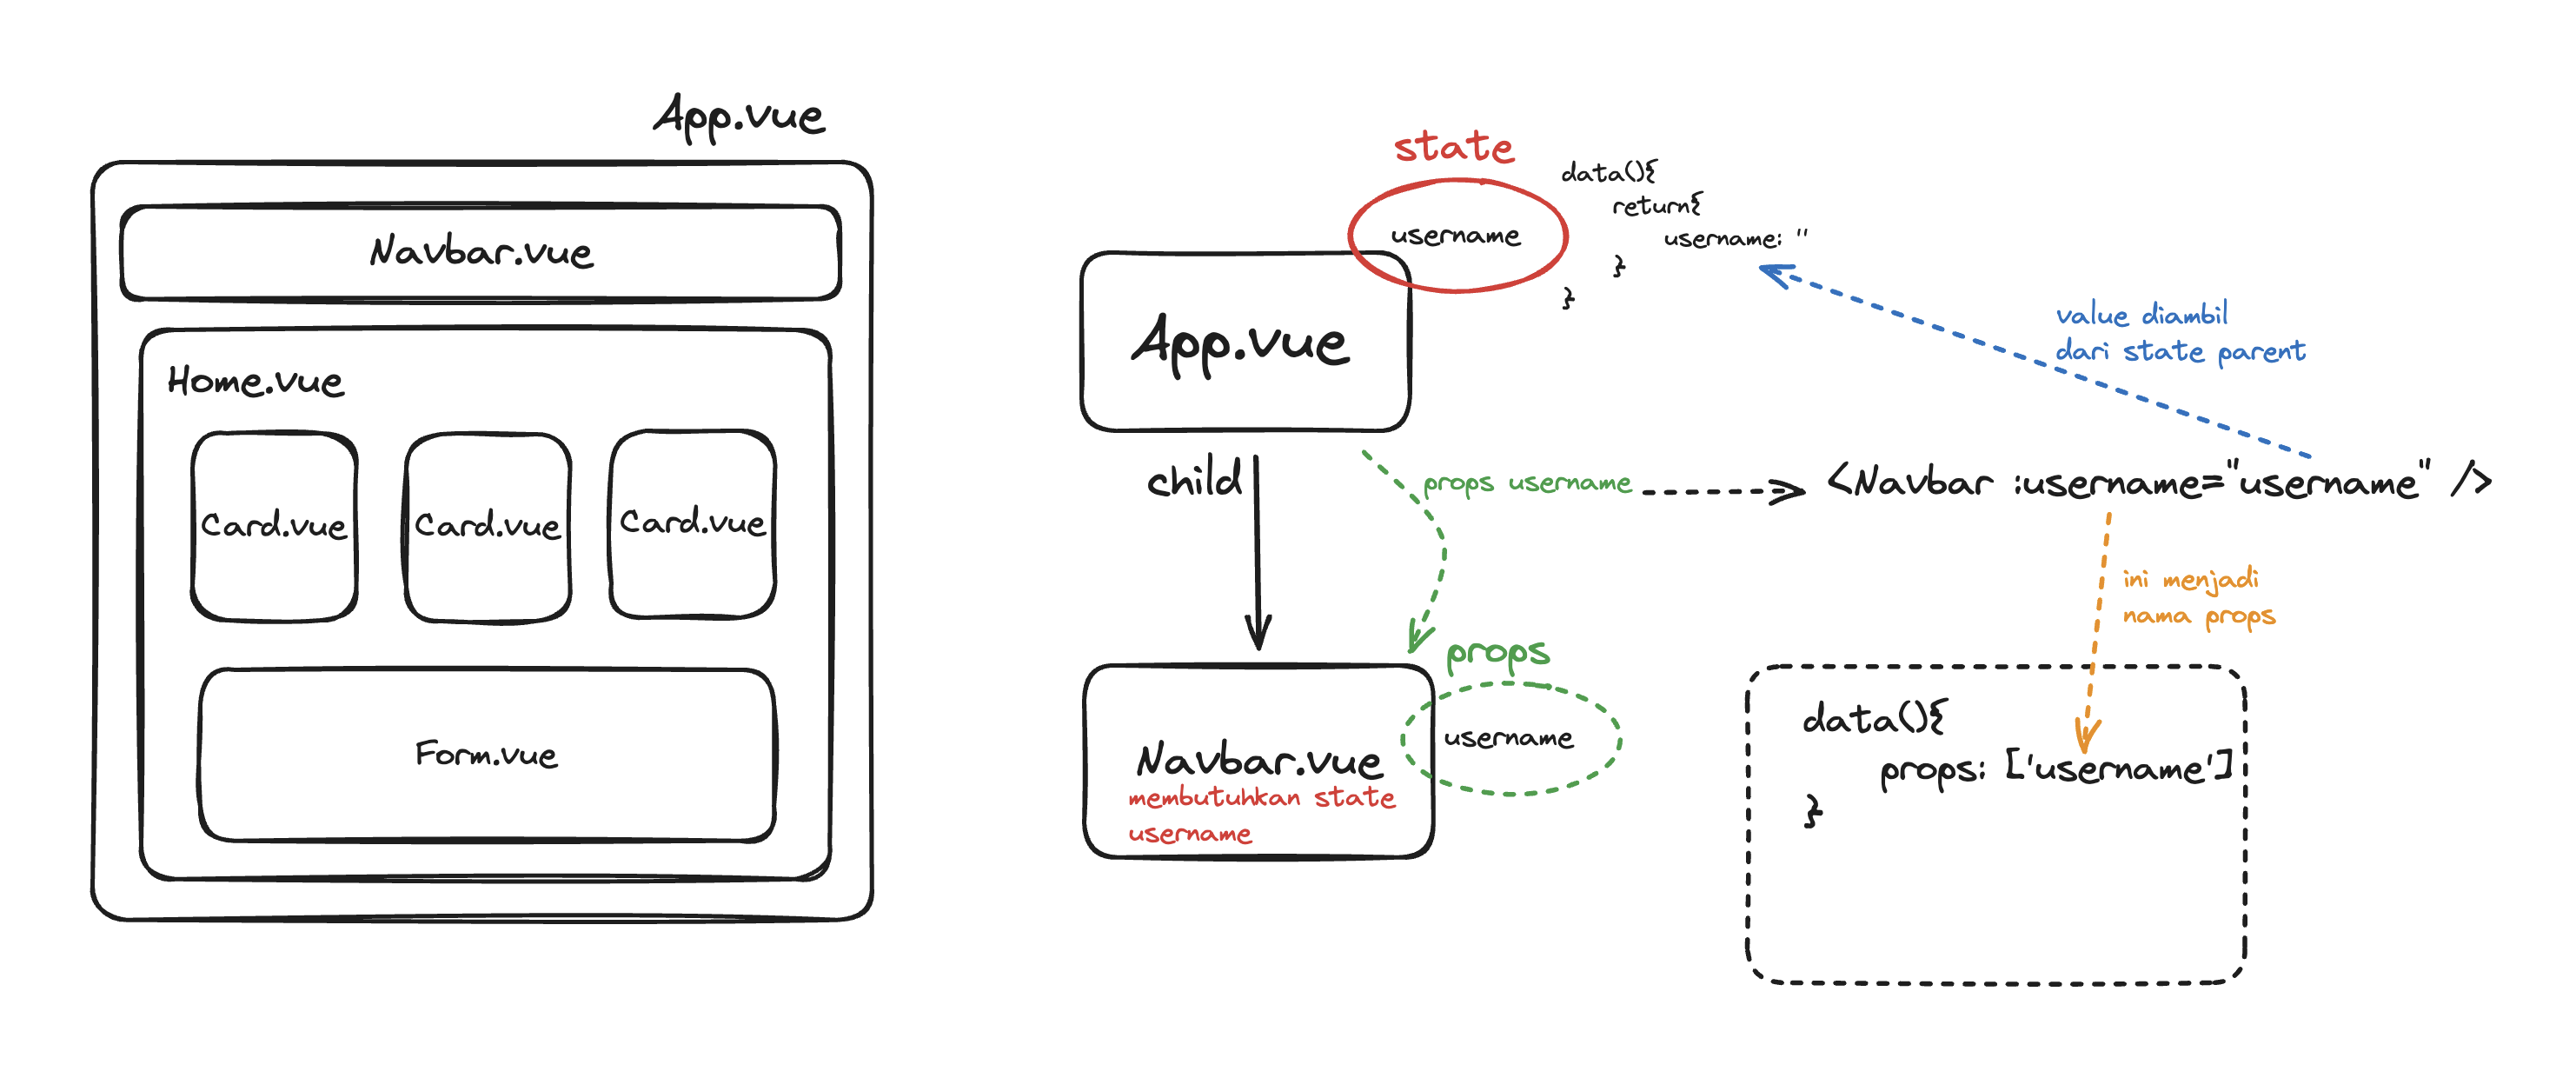 App.vue
Navbar.vue
Home.vue
Card.vue
Card.vue
Card.vue
Form.vue
state
username
data(){
return{
username: ''
}
}
App.vue
value diambil
dari state parent
child
props username
<Navbar :username="username" />
ini menjadi
nama props
props
username
Navbar.vue
membutuhkan state
username
data(){
props: ['username']
}